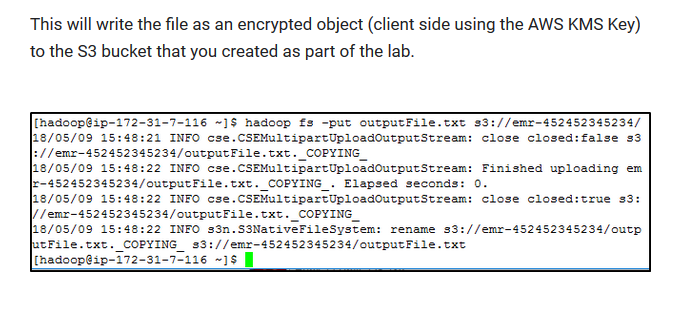 This will write the file as an encrypted object (client side using the AWS KMS Key)
to the S3 bucket that you created as part of the lab.
[hadoop@ip-172-31-7-116 ~]$ hadoop fs -put outputFile.txt s3://emr-452452345234/
18/05/09 15:48:21 INFO cse.CSEMultipartUploadOutputStream: close closed:false s3
://emr-452452345234/outputFile.txt._COPYING_
18/05/09 15:48:22 INFO cse.CSEMultipartUploadOutputStream: Finished uploading em
r-452452345234/outputFile.txt._COPYING_. Elapsed seconds: 0.
18/05/09 15:48:22 INFO cse.CSEMultipartUploadOutputStream: close closed:true s3:
//emr-452452345234/outputFile.txt._COPYING_
18/05/09 15:48:22 INFO s3n.S3NativeFileSystem: rename s3://emr-452452345234/outp
utFile.txt._COPYING_ s3://emr-452452345234/outputFile.txt
[hadoop@ip-172-31-7-116 ~]$